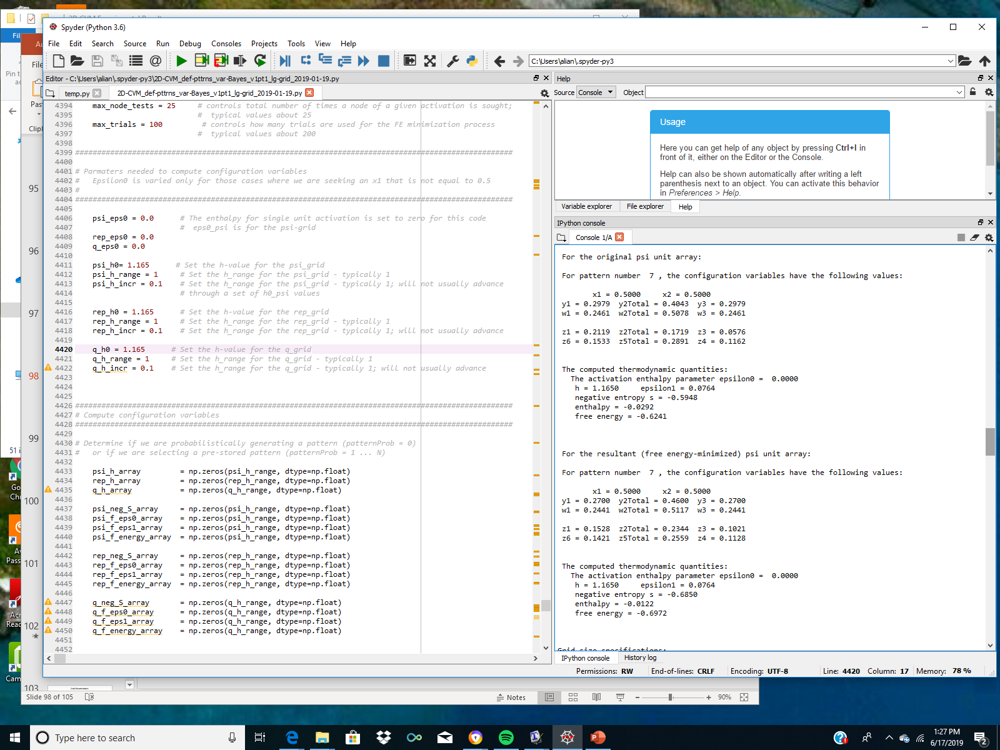 Spyder (Python 3.6)
File Edit Search Source Run Debug Consoles Projects Tools View Help
C:\Users\alian\.spyder-py3
Editor - C:\Users\alian\.spyder-py3\2D-CVM_def-pttrns_var-Bayes_v1pt1_lg-grid_2019-01-19.py
temp.py 2D-CVM_def-pttrns_var-Bayes_v1pt1_lg-grid_2019-01-19.py
4394 max_node_tests = 25 # controls total number of times a node of a given activation is sought;
4395 # typical values about 25
4396 max_trials = 100 # controls how many trials are used for the FE minimization process
4397 # typical values about 200
4398
4399 ####################################################################################################
4400
4401 # Parmaters needed to compute configuration variables
4402 # Epsilon0 is varied only for those cases where we are seeking an x1 that is not equal to 0.5
4403 #
4404 ####################################################################################################
4405
4406 psi_eps0 = 0.0 # The enthalpy for single unit activation is set to zero for this code
4407 # eps0_psi is for the psi-grid
4408 rep_eps0 = 0.0
4409 q_eps0 = 0.0
4410
4411 psi_h0= 1.165 # Set the h-value for the psi_grid
4412 psi_h_range = 1 # Set the h_range for the psi_grid - typically 1
4413 psi_h_incr = 0.1 # Set the h_range for the psi_grid - typically 1; will not usually advance
4414 # through a set of h0_psi values
4415
4416 rep_h0 = 1.165 # Set the h-value for the rep_grid
4417 rep_h_range = 1 # Set the h_range for the rep_grid - typically 1
4418 rep_h_incr = 0.1 # Set the h_range for the rep_grid - typically 1; will not usually advance
4419
4420 q_h0 = 1.165 # Set the h-value for the q_grid
4421 q_h_range = 1 # Set the h_range for the q_grid - typically 1
4422 q_h_incr = 0.1 # Set the h_range for the q_grid - typically 1; will not usually advance
4423
4424
4425
4426 ####################################################################################################
4427 # Compute configuration variables
4428 ####################################################################################################
4429
4430 # Determine if we are probabilistically generating a pattern (patternProb = 0)
4431 # or if we are selecting a pre-stored pattern (patternProb = 1 ... N)
4432
4433 psi_h_array = np.zeros(psi_h_range, dtype=np.float)
4434 rep_h_array = np.zeros(rep_h_range, dtype=np.float)
4435 q_h_array = np.zeros(q_h_range, dtype=np.float)
4436
4437 psi_neg_S_array = np.zeros(psi_h_range, dtype=np.float)
4438 psi_f_eps0_array = np.zeros(psi_h_range, dtype=np.float)
4439 psi_f_eps1_array = np.zeros(psi_h_range, dtype=np.float)
4440 psi_f_energy_array = np.zeros(psi_h_range, dtype=np.float)
4441
4442 rep_neg_S_array = np.zeros(rep_h_range, dtype=np.float)
4443 rep_f_eps0_array = np.zeros(rep_h_range, dtype=np.float)
4444 rep_f_eps1_array = np.zeros(rep_h_range, dtype=np.float)
4445 rep_f_energy_array = np.zeros(rep_h_range, dtype=np.float)
4446
4447 q_neg_S_array = np.zeros(q_h_range, dtype=np.float)
4448 q_f_eps0_array = np.zeros(q_h_range, dtype=np.float)
4449 q_f_eps1_array = np.zeros(q_h_range, dtype=np.float)
4450 q_f_energy_array = np.zeros(q_h_range, dtype=np.float)
4451
4452
Help
Source Console Object
Usage
Here you can get help of any object by pressing Ctrl+I in
front of it, either on the Editor or the Console.
Help can also be shown automatically after writing a left
parenthesis next to an object. You can activate this behavior
in Preferences > Help.
Variable explorer File explorer Help
IPython console
Console 1/A
For the original psi unit array:
For pattern number 7 , the configuration variables have the following values:
x1 = 0.5000 x2 = 0.5000
y1 = 0.2979 y2Total = 0.4043 y3 = 0.2979
w1 = 0.2461 w2Total = 0.5078 w3 = 0.2461
z1 = 0.2119 z2Total = 0.1719 z3 = 0.0576
z6 = 0.1533 z5Total = 0.2891 z4 = 0.1162
The computed thermodynamic quantities:
The activation enthalpy parameter epsilon0 = 0.0000
h = 1.1650 epsilon1 = 0.0764
negative entropy s = -0.5948
enthalpy = -0.0292
free energy = -0.6241
For the resultant (free energy-minimized) psi unit array:
For pattern number 7 , the configuration variables have the following values:
x1 = 0.5000 x2 = 0.5000
y1 = 0.2700 y2Total = 0.4600 y3 = 0.2700
w1 = 0.2441 w2Total = 0.5117 w3 = 0.2441
z1 = 0.1528 z2Total = 0.2344 z3 = 0.1021
z6 = 0.1421 z5Total = 0.2559 z4 = 0.1128
The computed thermodynamic quantities:
The activation enthalpy parameter epsilon0 = 0.0000
h = 1.1650 epsilon1 = 0.0764
negative entropy s = -0.6850
enthalpy = -0.0122
free energy = -0.6972
Grid size specifications:
IPython console History log
Permissions: RW End-of-lines: CRLF Encoding: UTF-8 Line: 4420 Column: 17 Memory: 78 %
Fil
Au
File
Pin t
ac
Pas
Clip
95
96
97
98
99
100
101
102
103
51 i
Go
Chr
A
Pass
Acr
Read
Cam
Slide 98 of 105
Notes
90%
Type here to search
1:27 PM
6/17/2019
2